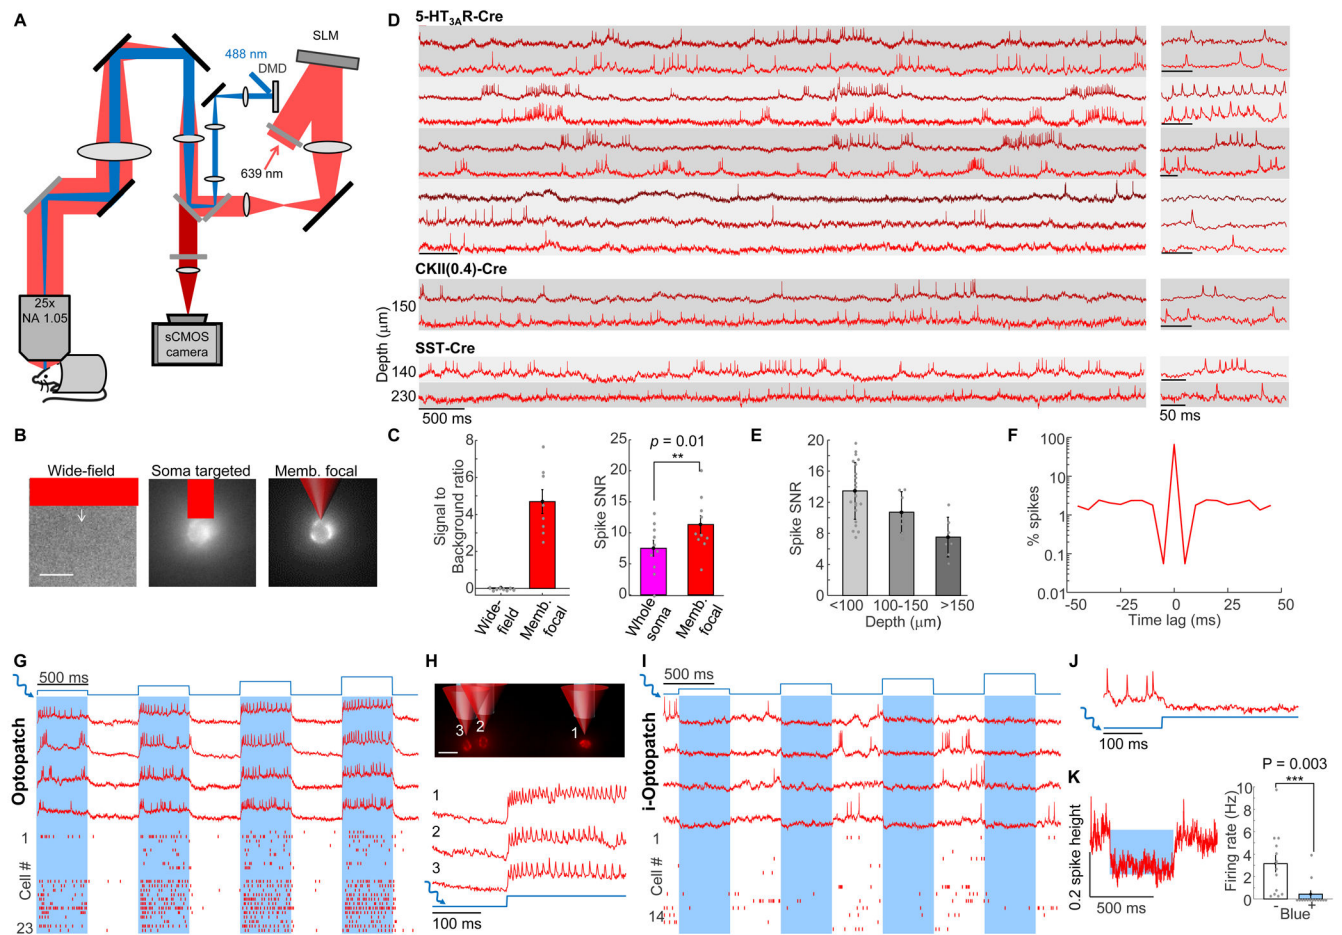 A
SLM
488 nm
DMD
639 nm
25x
NA 1.05
sCMOS
camera
B
Wide-field
Soma targeted
Memb. focal
C
Signal to
Background ratio
8
6
4
2
0
Wide-
field
Memb.
focal
p = 0.01
**
Spike SNR
25
20
15
10
5
0
Whole
soma
Memb.
focal
D
5-HT3AR-Cre
CKII(0.4)-Cre
150
Depth (μm)
SST-Cre
140
230
500 ms
50 ms
E
Spike SNR
20
16
12
8
4
0
<100
100-150
>150
Depth (μm)
F
% spikes
100
10
1
0.1
0.01
-50
-25
0
25
50
Time lag (ms)
G
500 ms
Optopatch
1
Cell #
23
H
3
2
1
1
2
3
100 ms
I
500 ms
i-Optopatch
1
Cell #
14
J
100 ms
K
0.2 spike height
500 ms
P = 0.003
***
Firing rate (Hz)
10
8
6
4
2
0
-
+
Blue